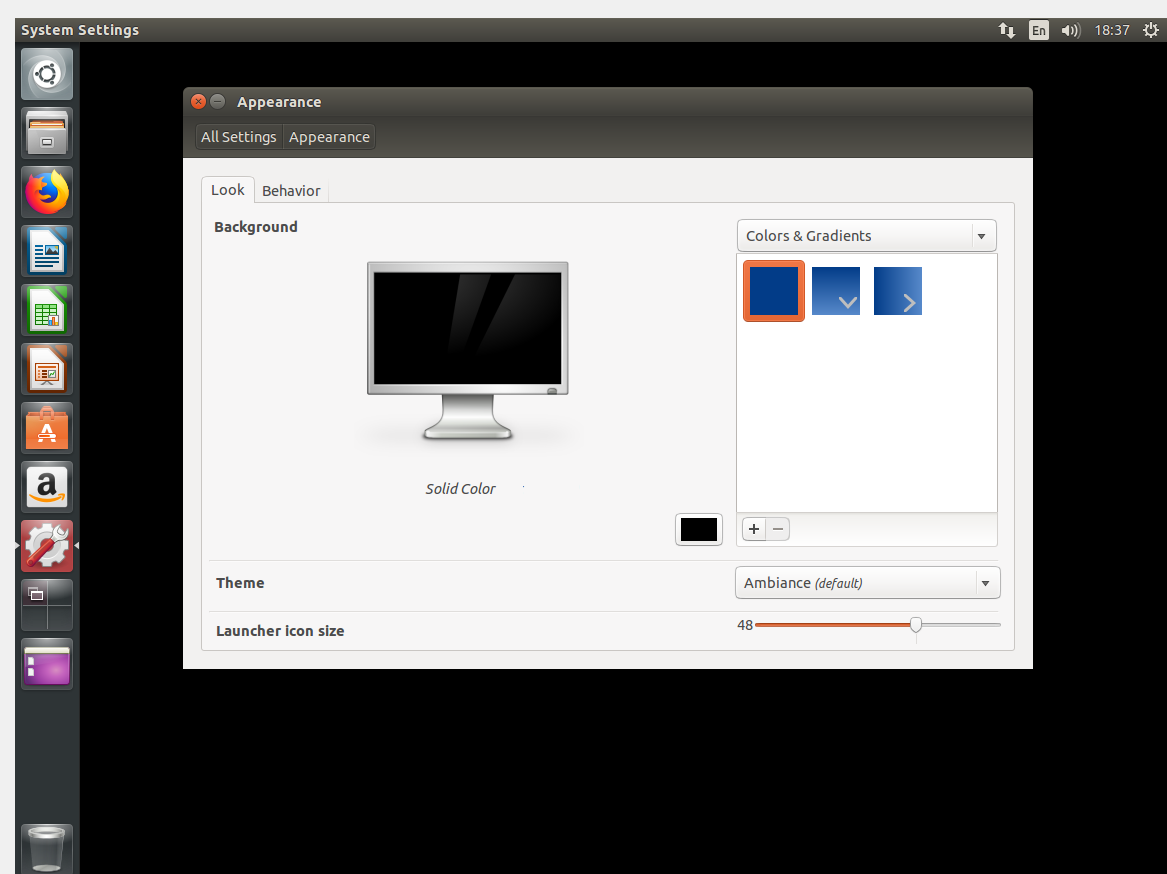 System Settings
En
18:37
Appearance
All Settings
Appearance
Look
Behavior
Background
Colors & Gradients
Solid Color
Theme
Ambiance (default)
Launcher icon size
48